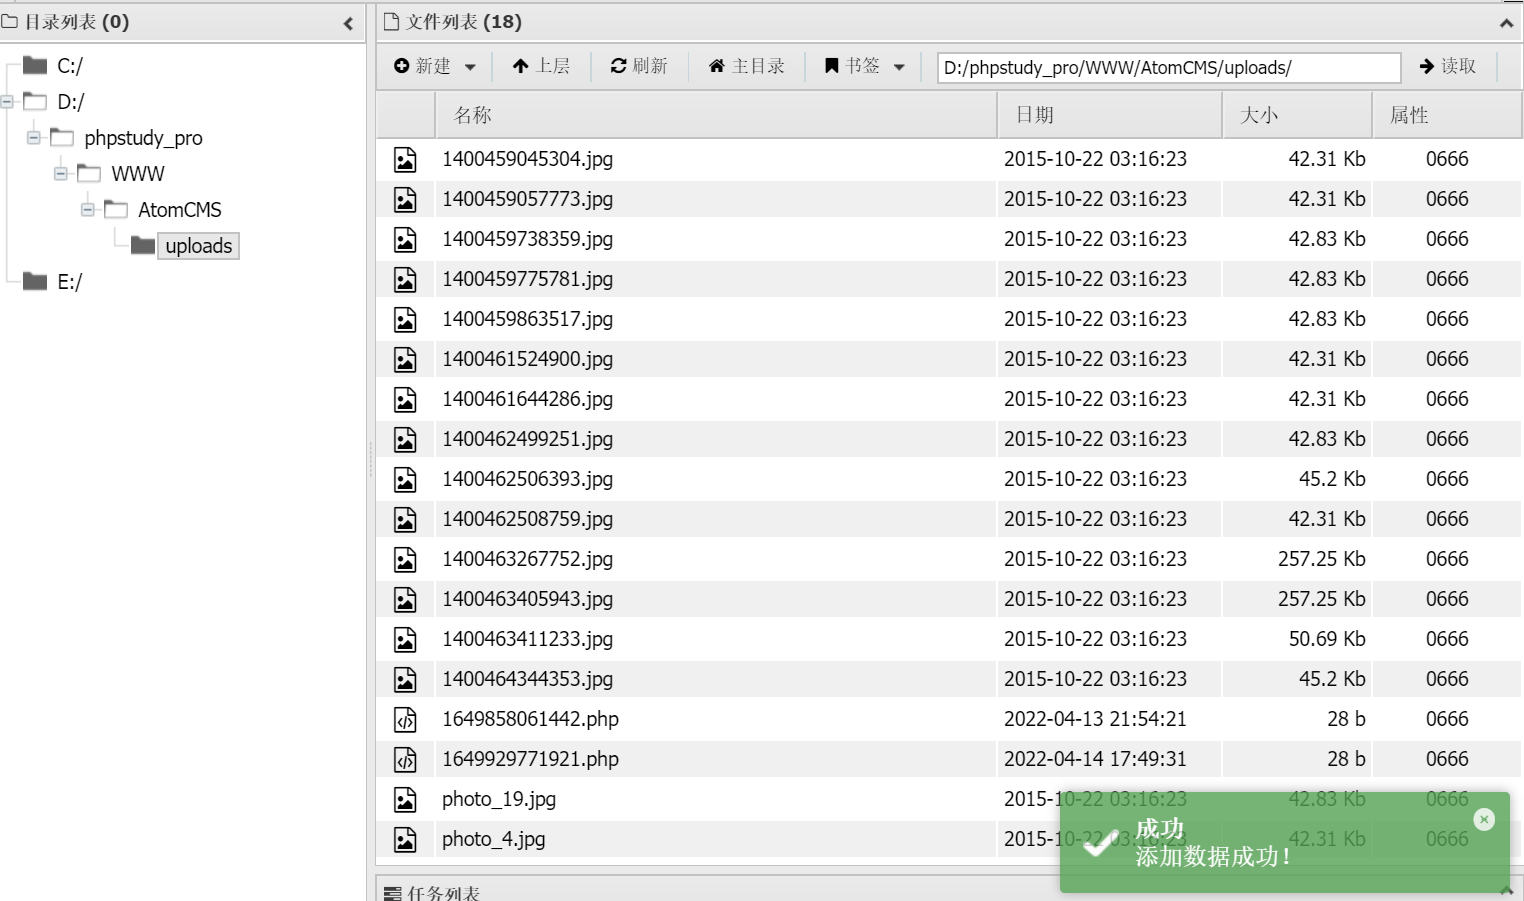 目录列表 (0)
C:/
D:/
phpstudy_pro
WWW
AtomCMS
uploads
E:/
文件列表 (18)
新建 上层 刷新 主目录 书签 D:/phpstudy_pro/WWW/AtomCMS/uploads/ 读取
名称 日期 大小 属性
1400459045304.jpg 2015-10-22 03:16:23 42.31 Kb 0666
1400459057773.jpg 2015-10-22 03:16:23 42.31 Kb 0666
1400459738359.jpg 2015-10-22 03:16:23 42.83 Kb 0666
1400459775781.jpg 2015-10-22 03:16:23 42.83 Kb 0666
1400459863517.jpg 2015-10-22 03:16:23 42.83 Kb 0666
1400461524900.jpg 2015-10-22 03:16:23 42.31 Kb 0666
1400461644286.jpg 2015-10-22 03:16:23 42.31 Kb 0666
1400462499251.jpg 2015-10-22 03:16:23 42.83 Kb 0666
1400462506393.jpg 2015-10-22 03:16:23 45.2 Kb 0666
1400462508759.jpg 2015-10-22 03:16:23 42.31 Kb 0666
1400463267752.jpg 2015-10-22 03:16:23 257.25 Kb 0666
1400463405943.jpg 2015-10-22 03:16:23 257.25 Kb 0666
1400463411233.jpg 2015-10-22 03:16:23 50.69 Kb 0666
1400464344353.jpg 2015-10-22 03:16:23 45.2 Kb 0666
1649858061442.php 2022-04-13 21:54:21 28 b 0666
1649929771921.php 2022-04-14 17:49:31 28 b 0666
photo_19.jpg 2015-10-22 03:16:23 42.83 Kb 0666
photo_4.jpg 2015-10-22 03:16:23 42.31 Kb 0666
成功
添加数据成功!
任务列表